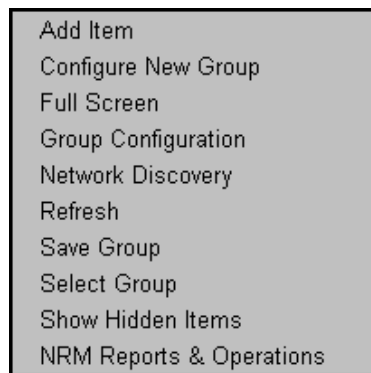 Add Item
Configure New Group
Full Screen
Group Configuration
Network Discovery
Refresh
Save Group
Select Group
Show Hidden Items
NRM Reports & Operations